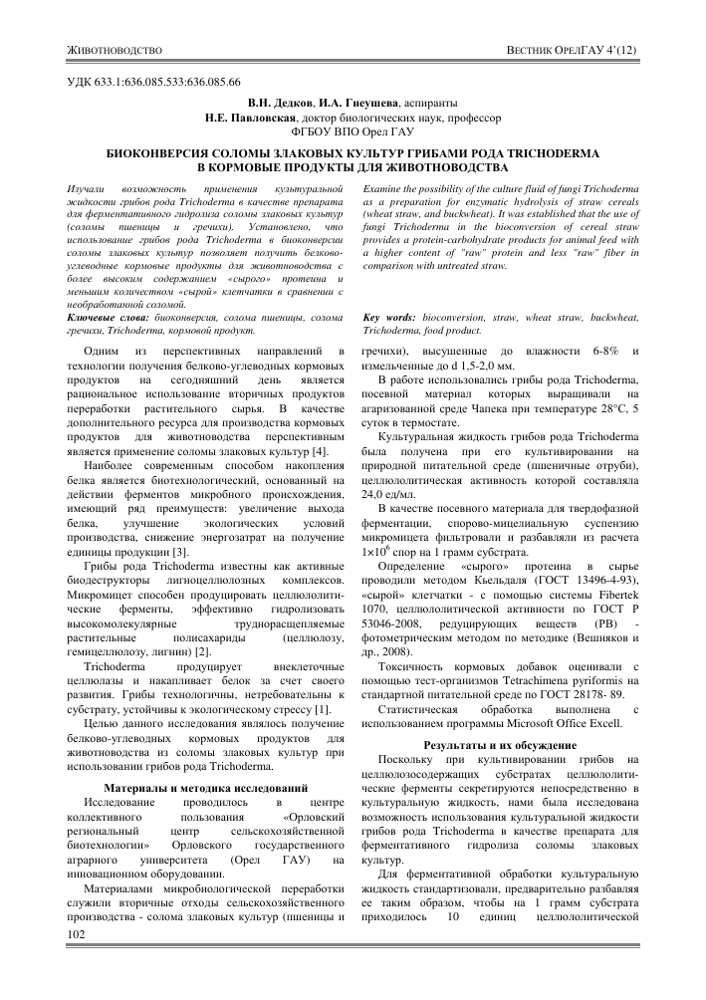 ЖИВОТНОВОДСТВО
ВЕСТНИК ОРЕЛГАУ 4’(12)
УДК 633.1:636.085.533:636.085.66
В.Н. Дедков, И.А. Гнеушева, аспиранты
Н.Е. Павловская, доктор биологических наук, профессор
ФГБОУ ВПО Орел ГАУ
БИОКОНВЕРСИЯ СОЛОМЫ ЗЛАКОВЫХ КУЛЬТУР ГРИБАМИ РОДА TRICHODERMA
В КОРМОВЫЕ ПРОДУКТЫ ДЛЯ ЖИВОТНОВОДСТВА
Изучали возможность применения культуральной
жидкости грибов рода Trichoderma в качестве препарата
для ферментативного гидролиза соломы злаковых культур
(соломы пшеницы и гречихи). Установлено, что
использование грибов рода Trichoderma в биоконверсии
соломы злаковых культур позволяет получить белково-
углеводные кормовые продукты для животноводства с
более высоким содержанием «сырого» протеина и
меньшим количеством «сырой» клетчатки в сравнении с
необработанной соломой.
Ключевые слова: биоконверсия, солома пшеницы, солома
гречихи, Trichoderma, кормовой продукт.
Examine the possibility of the culture fluid of fungi Trichoderma
as a preparation for enzymatic hydrolysis of straw cereals
(wheat straw, and buckwheat). It was established that the use of
fungi Trichoderma in the bioconversion of cereal straw
provides a protein-carbohydrate products for animal feed with
a higher content of "raw" protein and less "raw" fiber in
comparison with untreated straw.
Key words: bioconversion, straw, wheat straw, buckwheat,
Trichoderma, food product.
Одним из перспективных направлений в
технологии получения белково-углеводных кормовых
продуктов на сегодняшний день является
рациональное использование вторичных продуктов
переработки растительного сырья. В качестве
дополнительного ресурса для производства кормовых
продуктов для животноводства перспективным
является применение соломы злаковых культур [4].
Наиболее современным способом накопления
белка является биотехнологический, основанный на
действии ферментов микробного происхождения,
имеющий ряд преимуществ: увеличение выхода
белка, улучшение экологических условий
производства, снижение энергозатрат на получение
единицы продукции [3].
Грибы рода Trichoderma известны как активные
биодеструкторы лигноцеллюлозных комплексов.
Микромицет способен продуцировать целлюлолити-
ческие ферменты, эффективно гидролизовать
высокомолекулярные труднорасщепляемые
растительные полисахариды (целлюлозу,
гемицеллюлозу, лигнин) [2].
Trichoderma продуцирует внеклеточные
целлюлазы и накапливает белок за счет своего
развития. Грибы технологичны, нетребовательны к
субстрату, устойчивы к экологическому стрессу [1].
Целью данного исследования являлось получение
белково-углеводных кормовых продуктов для
животноводства из соломы злаковых культур при
использовании грибов рода Trichoderma.
Материалы и методика исследований
Исследование проводилось в центре
коллективного пользования «Орловский
региональный центр сельскохозяйственной
биотехнологии» Орловского государственного
аграрного университета (Орел ГАУ) на
инновационном оборудовании.
Материалами микробиологической переработки
служили вторичные отходы сельскохозяйственного
производства - солома злаковых культур (пшеницы и
гречихи), высушенные до влажности 6-8% и
измельченные до d 1,5-2,0 мм.
В работе использовались грибы рода Trichoderma,
посевной материал которых выращивали на
агаризованной среде Чапека при температуре 28°С, 5
суток в термостате.
Культуральная жидкость грибов рода Trichoderma
была получена при его культивировании на
природной питательной среде (пшеничные отруби),
целлюлолитическая активность которой составляла
24,0 ед/мл.
В качестве посевного материала для твердофазной
ферментации, спорово-мицелиальную суспензию
микромицета фильтровали и разбавляли из расчета
1×10⁶ спор на 1 грамм субстрата.
Определение «сырого» протеина в сырье
проводили методом Кьельдаля (ГОСТ 13496-4-93),
«сырой» клетчатки - с помощью системы Fibertek
1070, целлюлолитической активности по ГОСТ Р
53046-2008, редуцирующих веществ (РВ) -
фотометрическим методом по методике (Вешняков и
др., 2008).
Токсичность кормовых добавок оценивали с
помощью тест-организмов Tetrachimena pyriformis на
стандартной питательной среде по ГОСТ 28178- 89.
Статистическая обработка выполнена с
использованием программы Microsoft Office Excell.
Результаты и их обсуждение
Поскольку при культивировании грибов на
целлюлозосодержащих субстратах целлюлолити-
ческие ферменты секретируются непосредственно в
культуральную жидкость, нами была исследована
возможность использования культуральной жидкости
грибов рода Trichoderma в качестве препарата для
ферментативного гидролиза соломы злаковых
культур.
Для ферментативной обработки культуральную
жидкость стандартизовали, предварительно разбавляя
ее таким образом, чтобы на 1 грамм субстрата
приходилось 10 единиц целлюлолитической
102